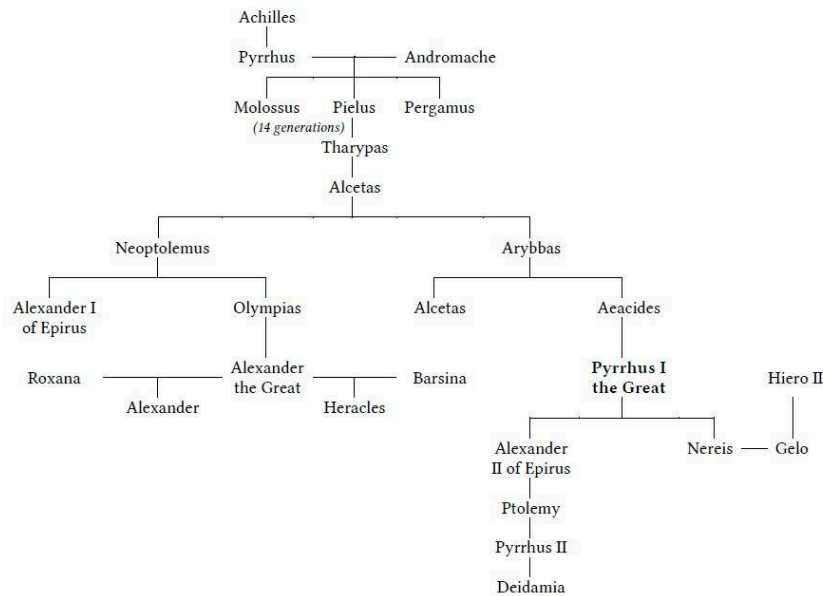 Achilles
Pyrrhus Andromache
Molossus Pielus Pergamus
(14 generations)
Tharypas
Alcetas
Neoptolemus Arybbas
Alexander I
of Epirus
Olympias
Alcetas
Aeacides
Roxana
Alexander
the Great
Barsina
Pyrrhus I
the Great
Hiero II
Alexander
Heracles
Alexander
II of Epirus
Nereis
Gelo
Ptolemy
Pyrrhus II
Deidamia